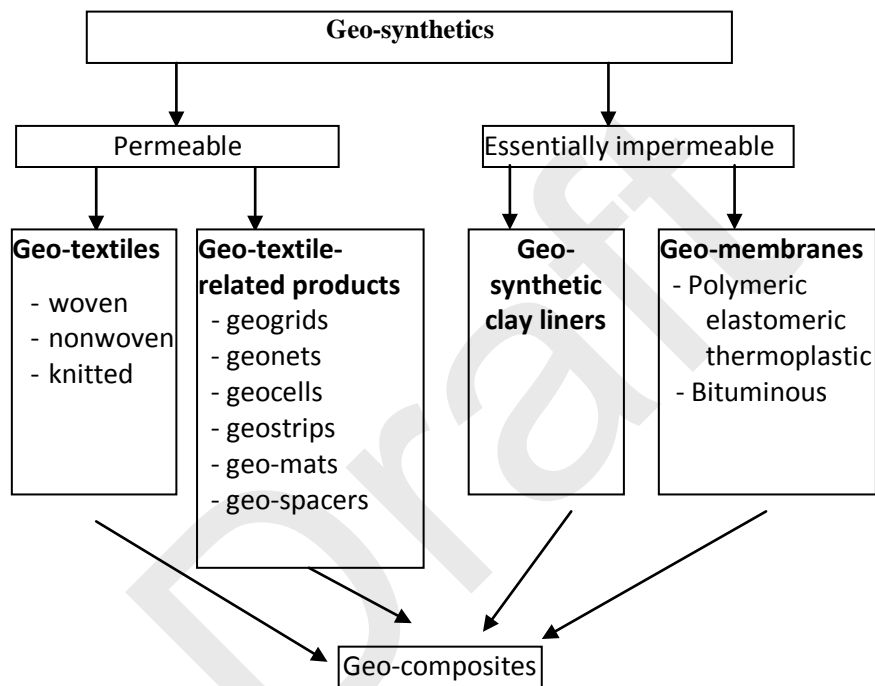 Geo-synthetics
Permeable
Essentially impermeable
Geo-textiles
- woven
- nonwoven
- knitted
Geo-textile-
related products
- geogrids
- geonets
- geocells
- geostrips
- geo-mats
- geo-spacers
Geo-
synthetic
clay liners
Geo-membranes
- Polymeric
elastomeric
thermoplastic
- Bituminous
Geo-composites
Draft